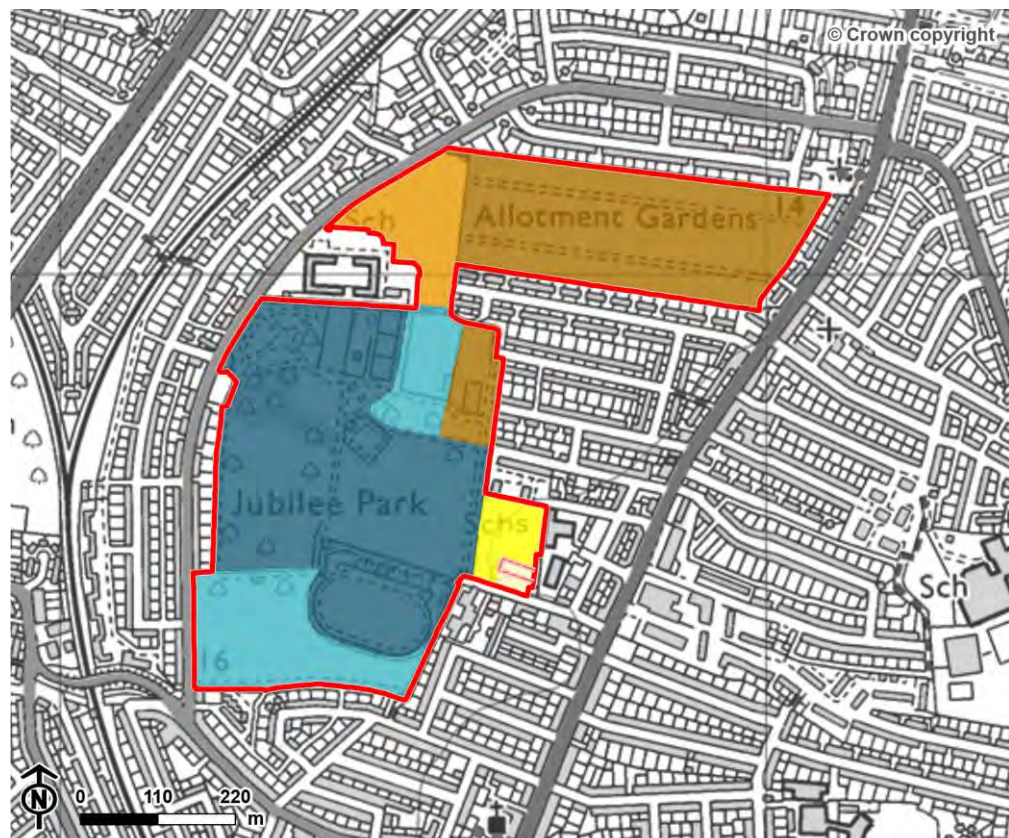 © Crown copyright
Sch
Allotment Gardens
14
Jubilee Park
Schs
Sch
16
N
0 110 220
m